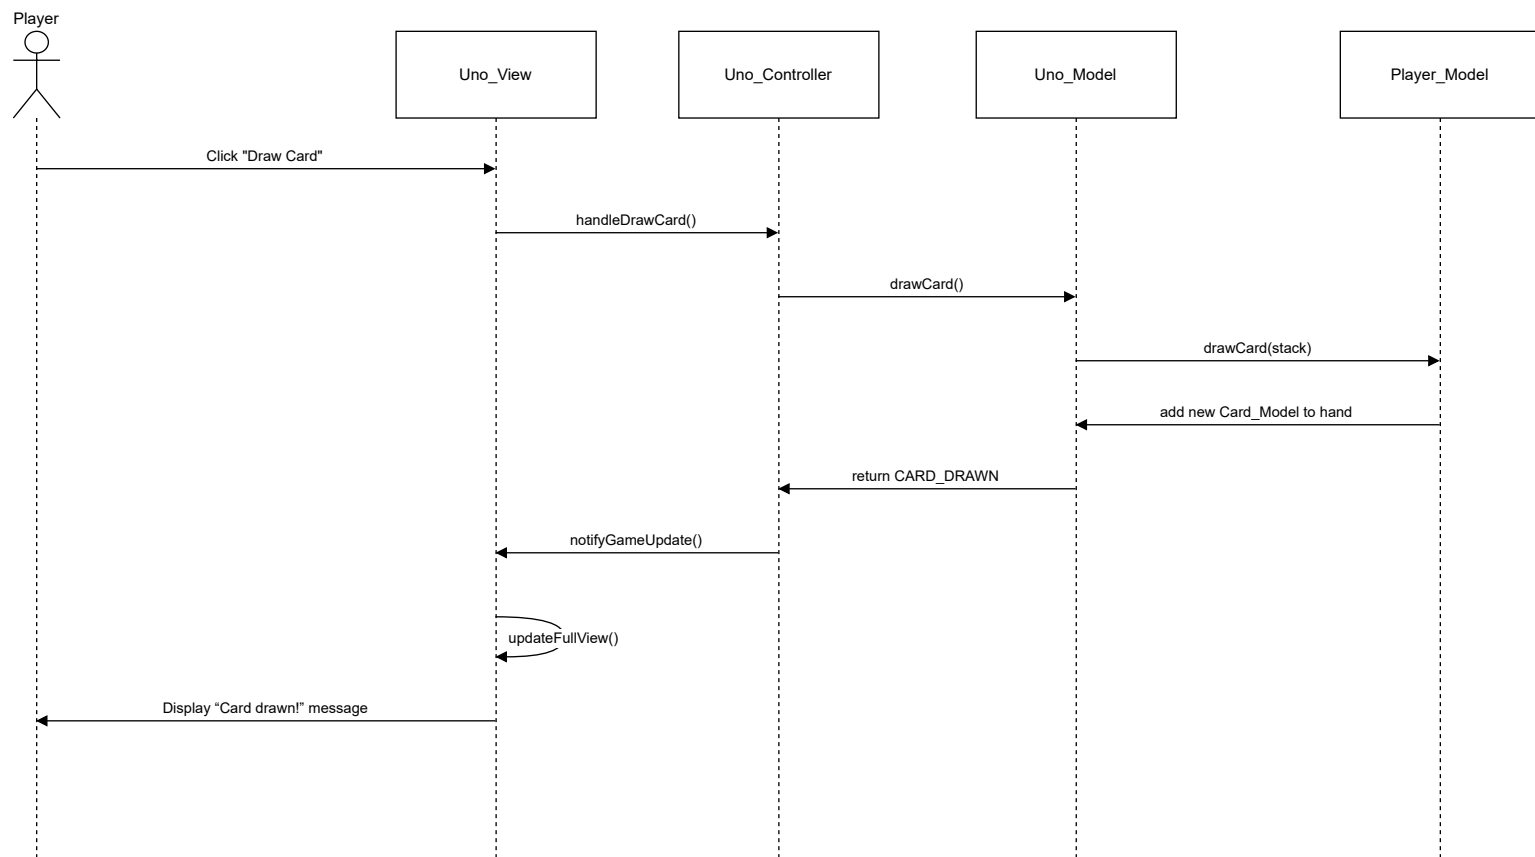 Player
Uno_View
Uno_Controller
Uno_Model
Player_Model
Click "Draw Card"
handleDrawCard()
drawCard()
drawCard(stack)
add new Card_Model to hand
return CARD_DRAWN
notifyGameUpdate()
updateFullView()
Display “Card drawn!” message